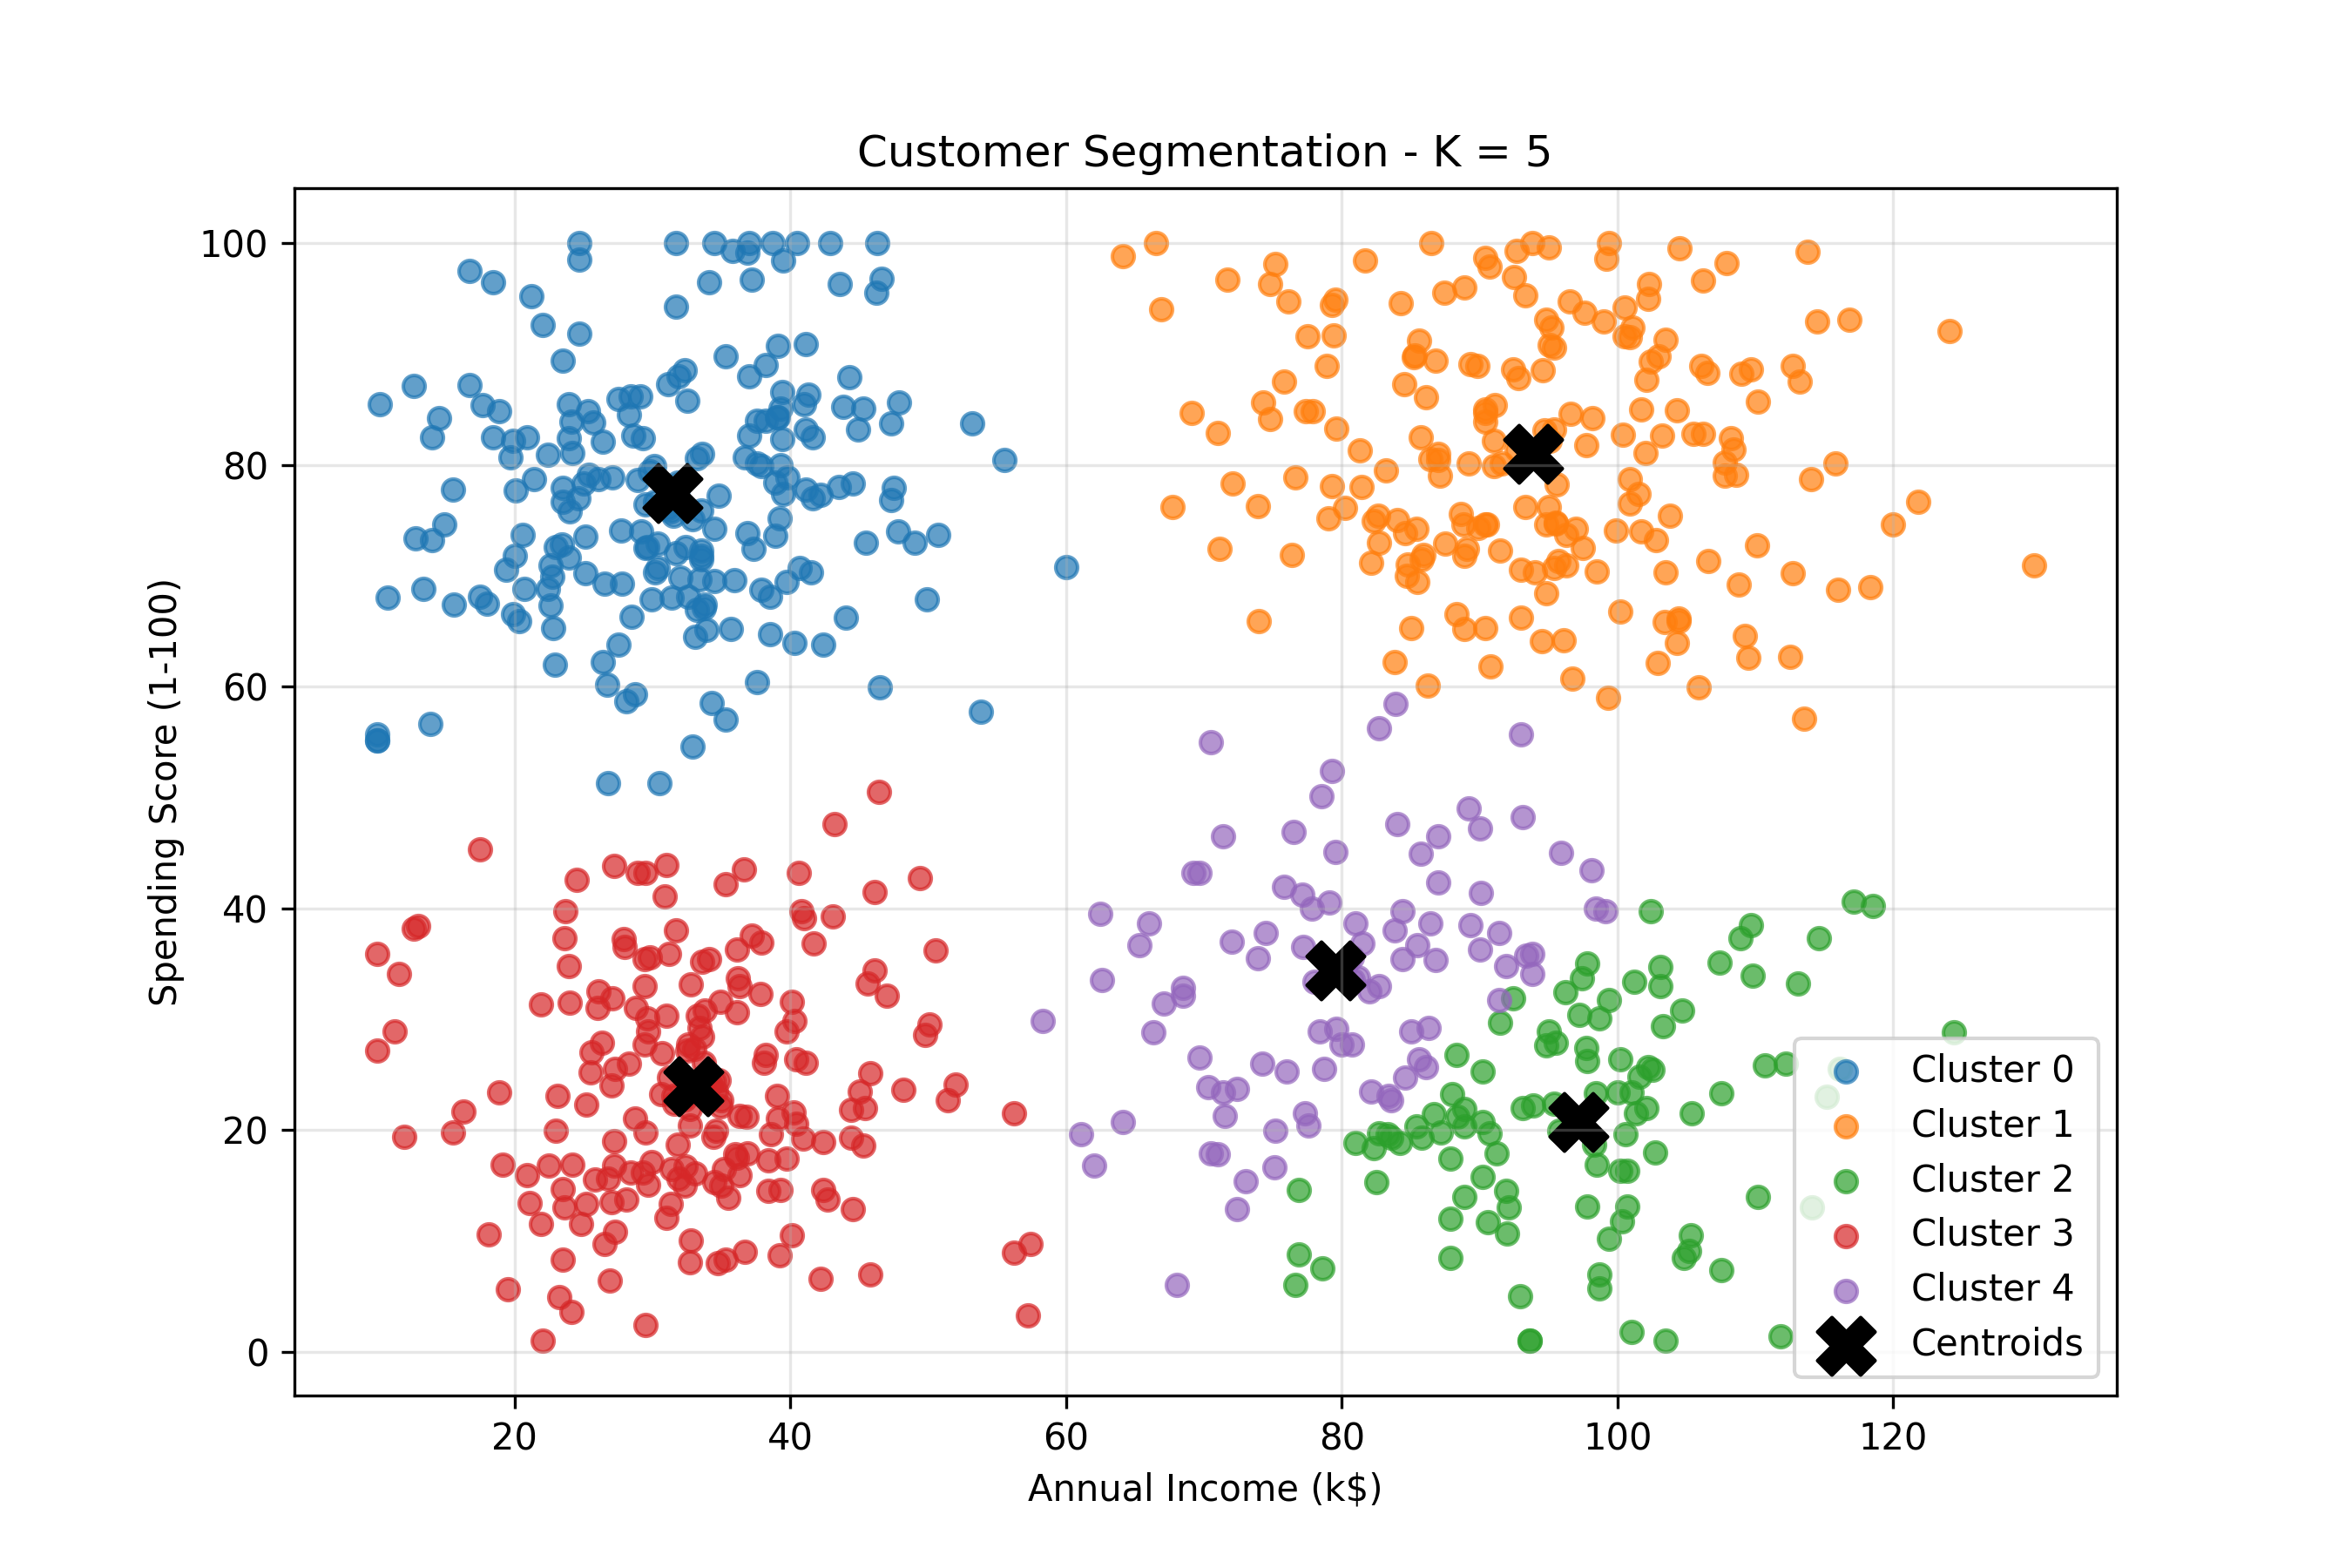 Customer Segmentation - K = 5
Spending Score (1-100)
100
80
60
40
20
0
20
40
60
80
100
120
Annual Income (k$)
Cluster 0
Cluster 1
Cluster 2
Cluster 3
Cluster 4
Centroids